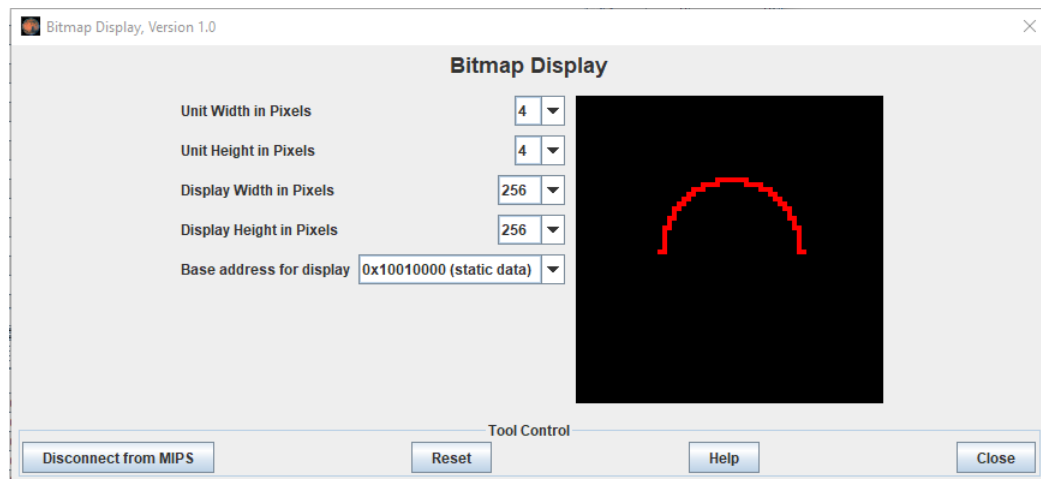 Bitmap Display, Version 1.0
Bitmap Display
Unit Width in Pixels 4
Unit Height in Pixels 4
Display Width in Pixels 256
Display Height in Pixels 256
Base address for display 0x10010000 (static data)
Tool Control
Disconnect from MIPS Reset Help Close